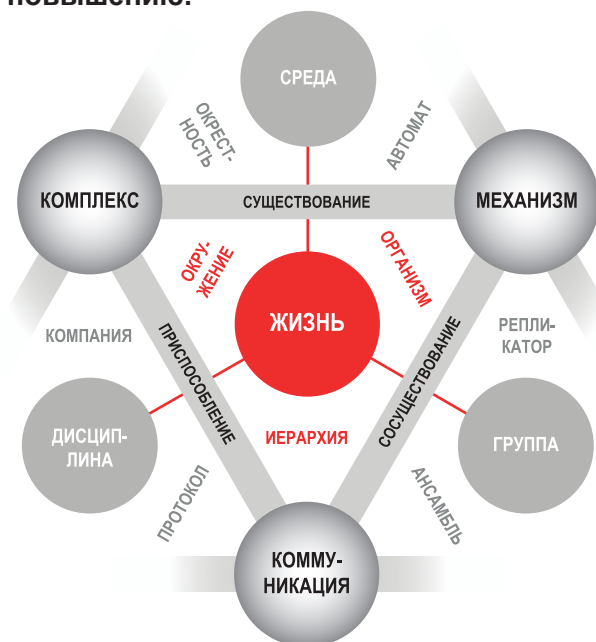 повышению.
СРЕДА
ОКРЕСТ-
НОСТЬ
АВТОМАТ
КОМПЛЕКС
СУЩЕСТВОВАНИЕ
МЕХАНИЗМ
ОКРУ-
ЖЕНИЕ
ОРГАНИЗМ
ЖИЗНЬ
КОМПАНИЯ
ПРИСПОСОБЛЕНИЕ
СОСУЩЕСТВОВАНИЕ
РЕПЛИ-
КАТОР
ДИСЦИП-
ЛИНА
ИЕРАРХИЯ
ГРУППА
ПРОТОКОЛ
АНСАМБЛЬ
КОММУ-
НИКАЦИЯ